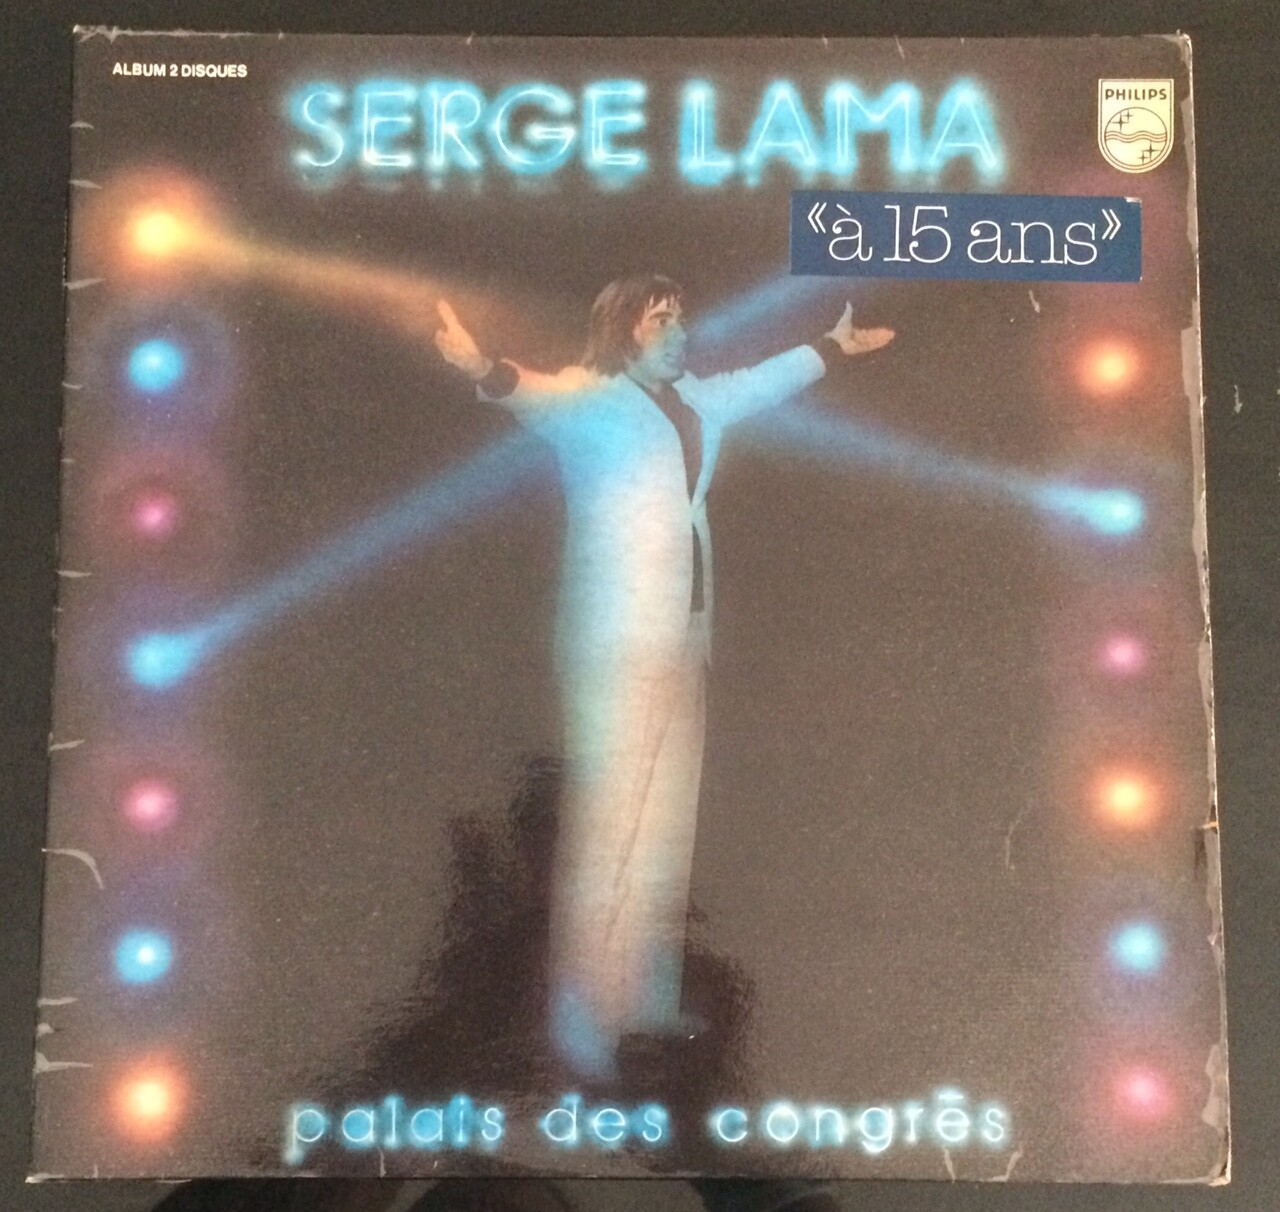 ALBUM 2 DISQUES
SERGE LAMA
PHILIPS
«à 15 ans»
palais des congrès